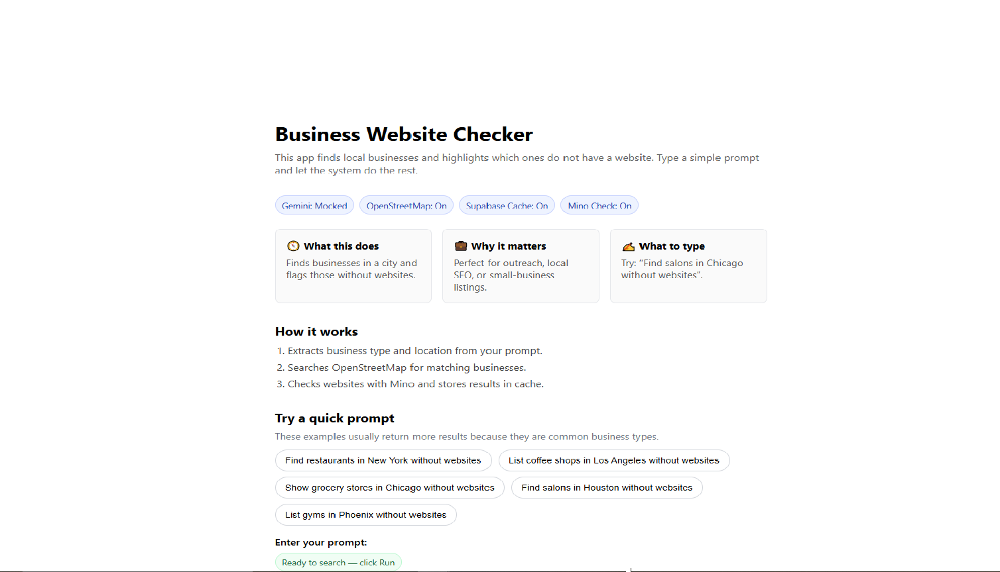 Business Website Checker
This app finds local businesses and highlights which ones do not have a website. Type a simple prompt
and let the system do the rest.
Gemini: Mocked
OpenStreetMap: On
Supabase Cache: On
Mino Check: On
What this does
Finds businesses in a city and
flags those without websites.
Why it matters
Perfect for outreach, local
SEO, or small-business
listings.
What to type
Try: “Find salons in Chicago
without websites”.
How it works
1. Extracts business type and location from your prompt.
2. Searches OpenStreetMap for matching businesses.
3. Checks websites with Mino and stores results in cache.
Try a quick prompt
These examples usually return more results because they are common business types.
Find restaurants in New York without websites
List coffee shops in Los Angeles without websites
Show grocery stores in Chicago without websites
Find salons in Houston without websites
List gyms in Phoenix without websites
Enter your prompt:
Ready to search — click Run